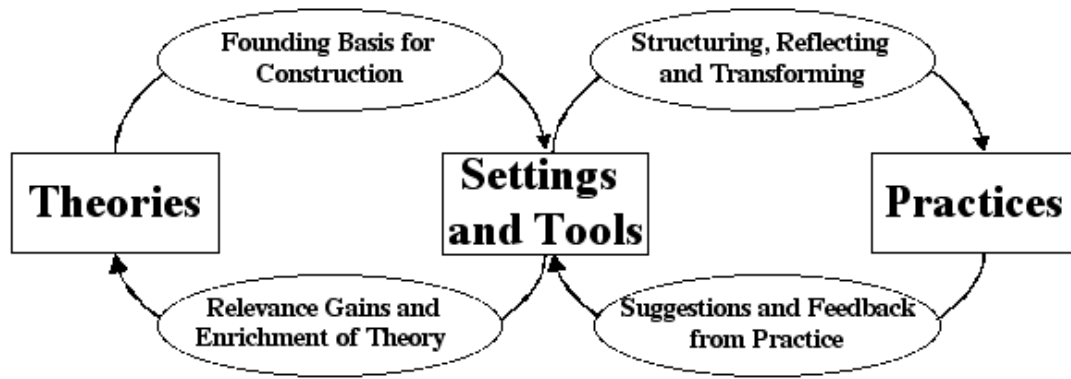 Founding Basis for
Construction
Structuring, Reflecting
and Transforming
Theories
Settings
and Tools
Practices
Relevance Gains and
Enrichment of Theory
Suggestions and Feedback
from Practice